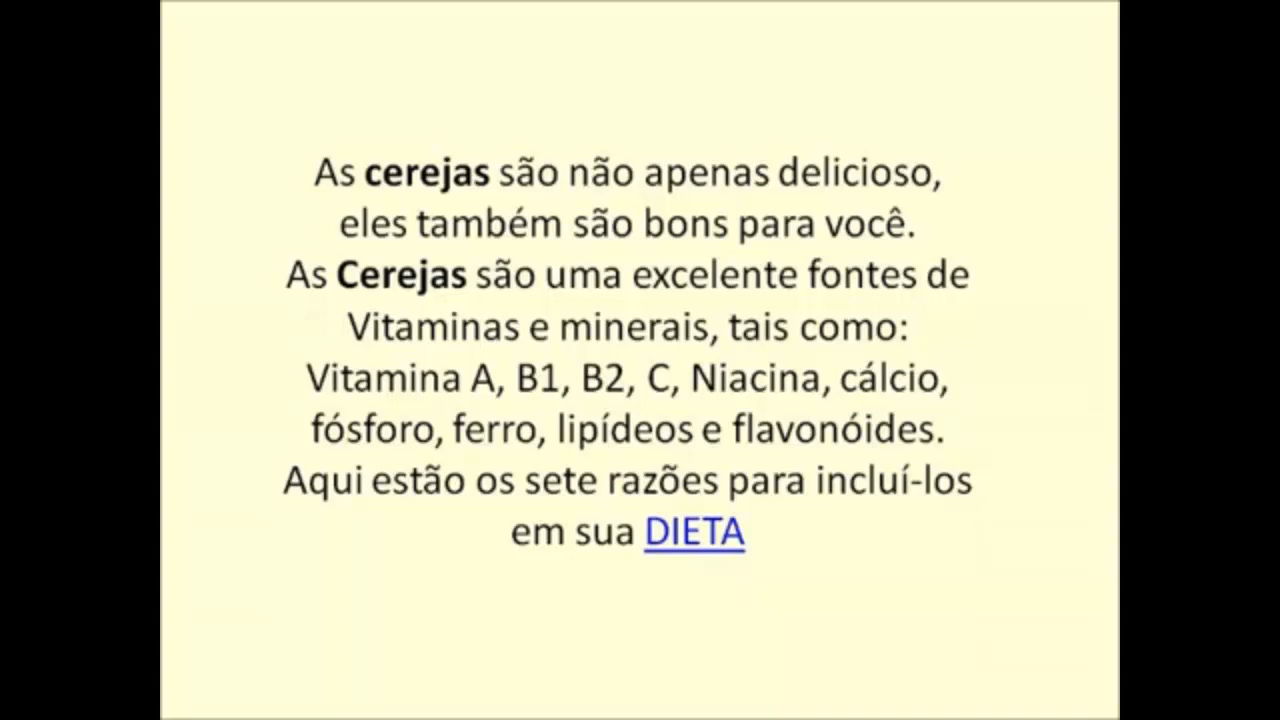 As cerejas são não apenas delicioso,
eles também são bons para você.
As Cerejas são uma excelente fontes de
Vitaminas e minerais, tais como:
Vitamina A, B1, B2, C, Niacina, cálcio,
fósforo, ferro, lipídeos e flavonóides.
Aqui estão os sete razões para incluí-los
em sua DIETA